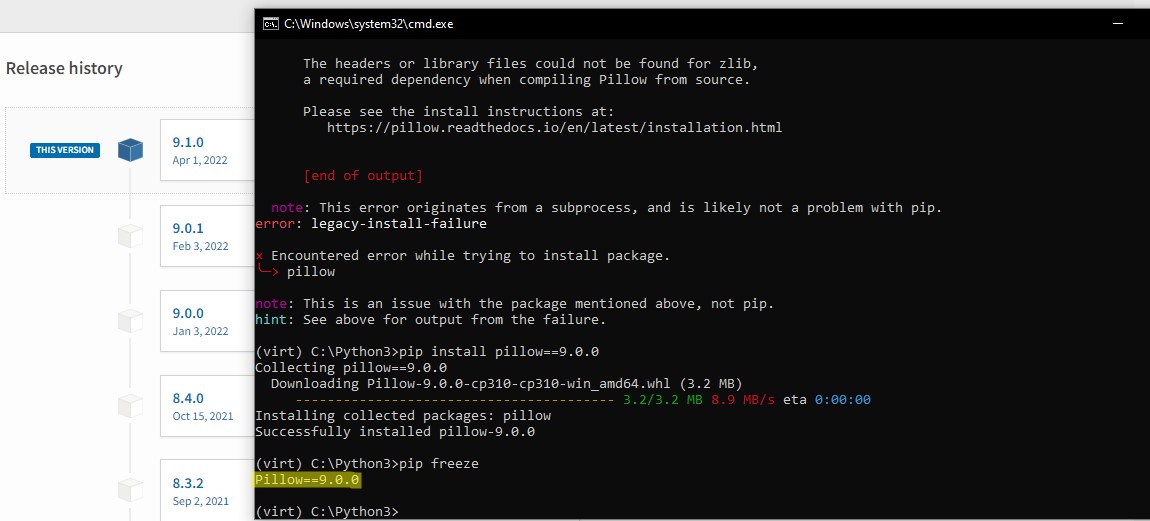 Release history
THIS VERSION
9.1.0
Apr 1, 2022
9.0.1
Feb 3, 2022
9.0.0
Jan 3, 2022
8.4.0
Oct 15, 2021
8.3.2
Sep 2, 2021
C:\Windows\system32\cmd.exe
The headers or library files could not be found for zlib,
a required dependency when compiling Pillow from source.
Please see the install instructions at:
https://pillow.readthedocs.io/en/latest/installation.html
[end of output]
note: This error originates from a subprocess, and is likely not a problem with pip.
error: legacy-install-failure
× Encountered error while trying to install package.
╰─> pillow
note: This is an issue with the package mentioned above, not pip.
hint: See above for output from the failure.
(virt) C:\Python3>pip install pillow==9.0.0
Collecting pillow==9.0.0
Downloading Pillow-9.0.0-cp310-cp310-win_amd64.whl (3.2 MB)
---------------------------------------- 3.2/3.2 MB 8.9 MB/s eta 0:00:00
Installing collected packages: pillow
Successfully installed pillow-9.0.0
(virt) C:\Python3>pip freeze
Pillow==9.0.0
(virt) C:\Python3>